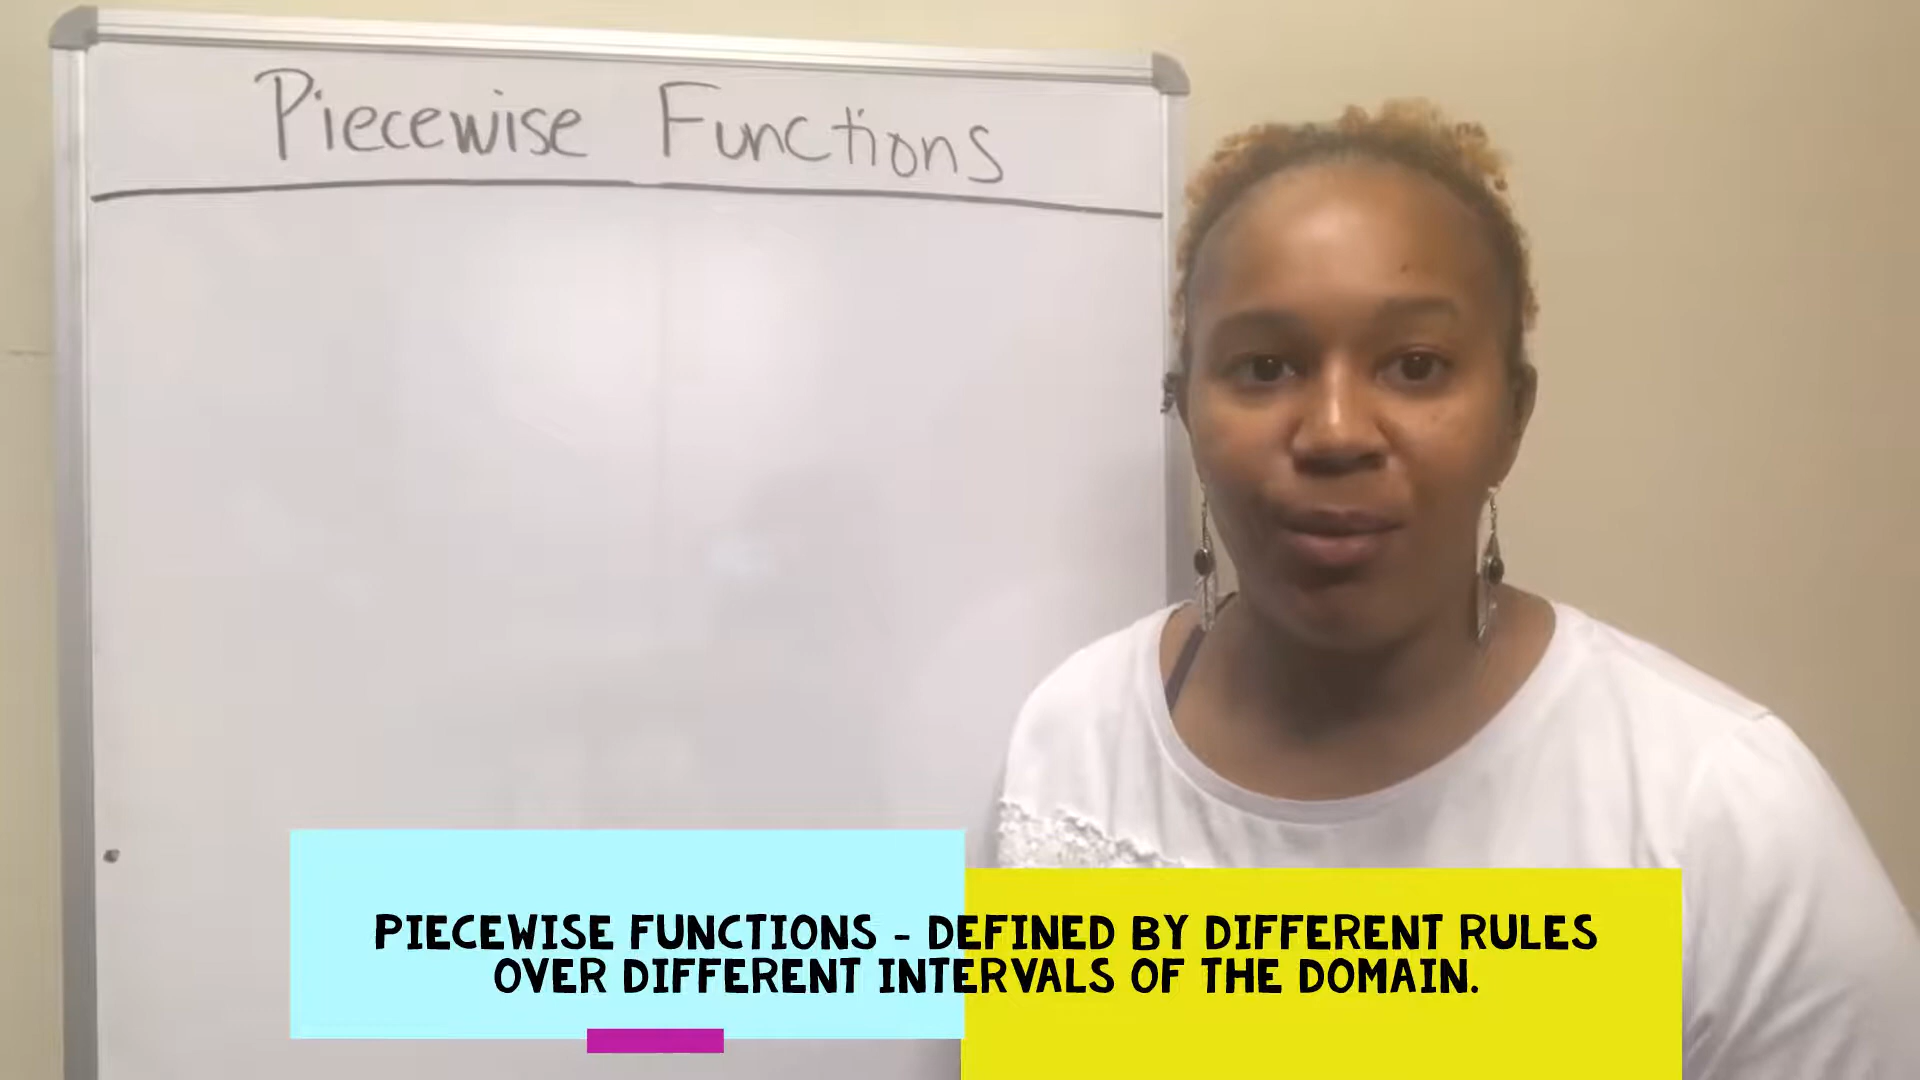 Piecewise Functions
PIECEWISE FUNCTIONS - DEFINED BY DIFFERENT RULES
OVER DIFFERENT INTERVALS OF THE DOMAIN.